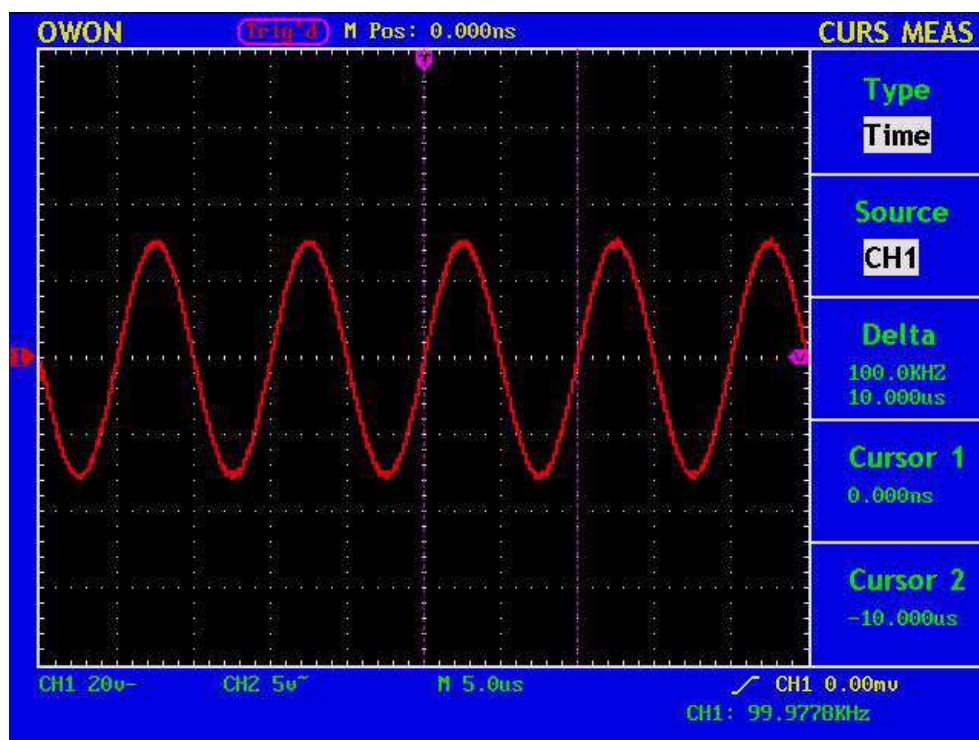 OWON Trig'd M Pos: 0.000ns CURS MEAS
T
Type
Time
Source
CH1
1
Delta
100.0KHZ
10.000us
Cursor 1
0.000ns
Cursor 2
-10.000us
CH1 20v- CH2 5v~ M 5.0us CH1 0.00mv
CH1: 99.9778KHz